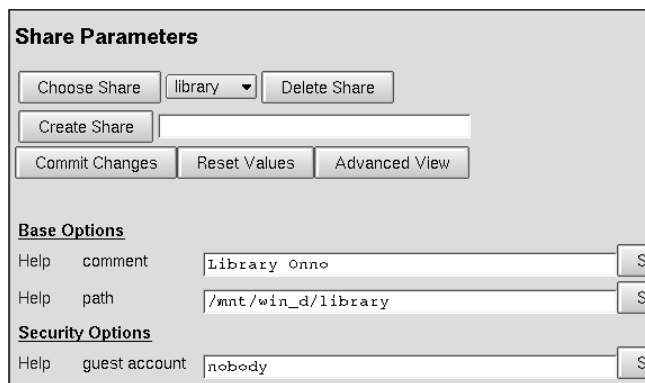 Share Parameters
Choose Share library Delete Share
Create Share
Commit Changes Reset Values Advanced View
Base Options
Help comment Library Onno S
Help path /mnt/win_d/library S
Security Options
Help guest account nobody S